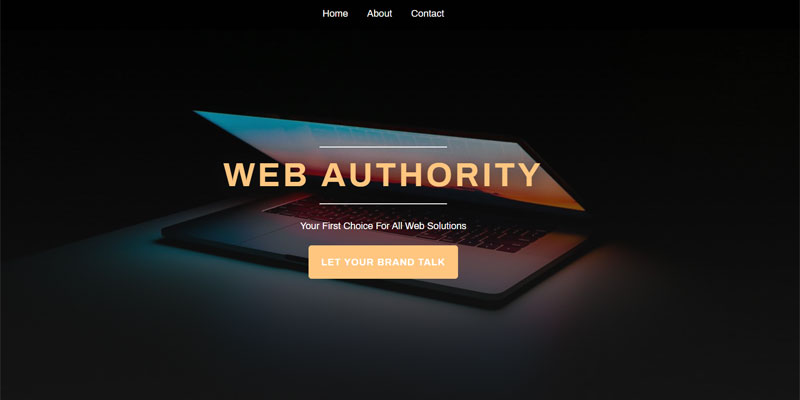 Home About Contact
WEB AUTHORITY
Your First Choice For All Web Solutions
LET YOUR BRAND TALK